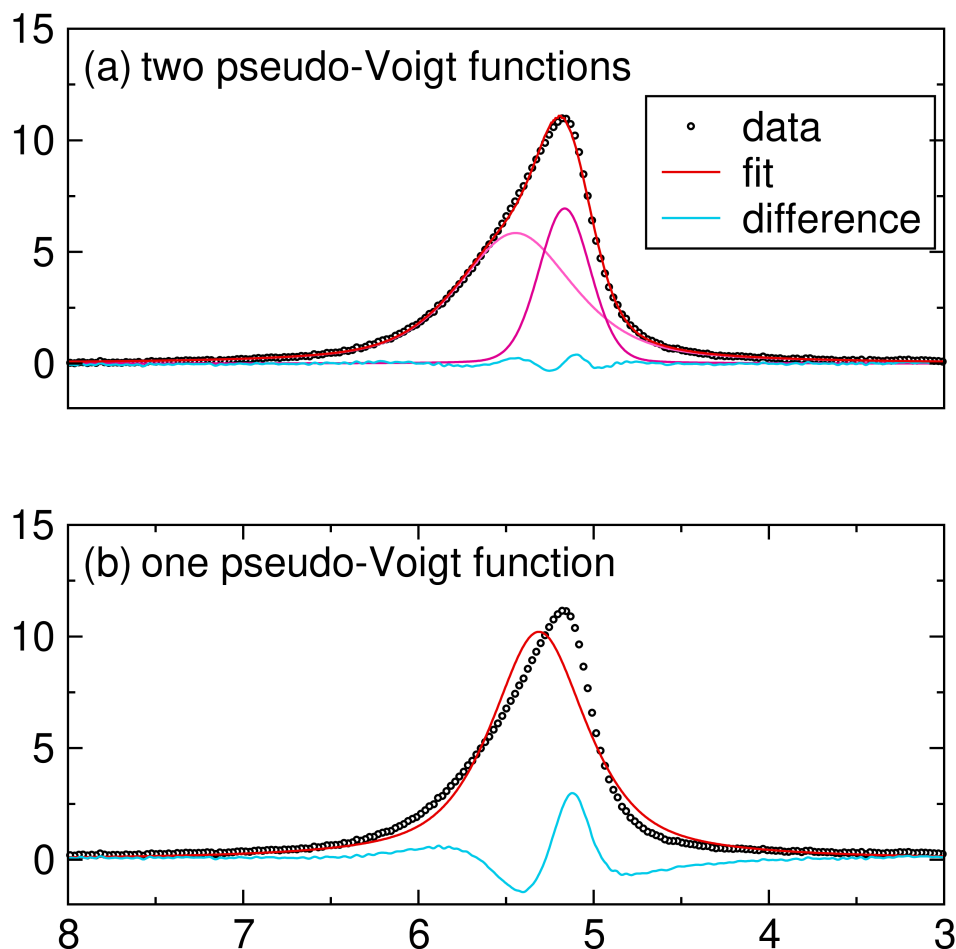 15
(a) two pseudo-Voigt functions
data
10
fit
difference
5
0
15
(b) one pseudo-Voigt function
10
5
0
8 7 6 5 4 3